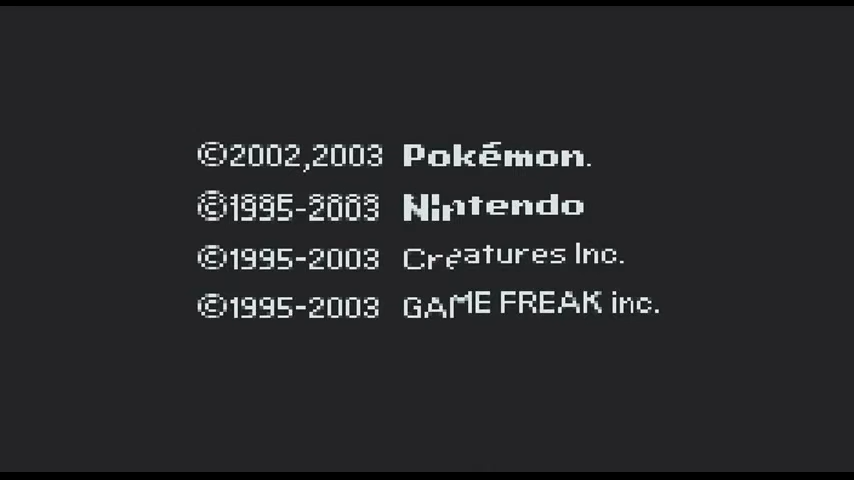 ©2002,2003 Pokémon.
©1995-2003 Nintendo
©1995-2003 Creatures Inc.
©1995-2003 GAME FREAK inc.